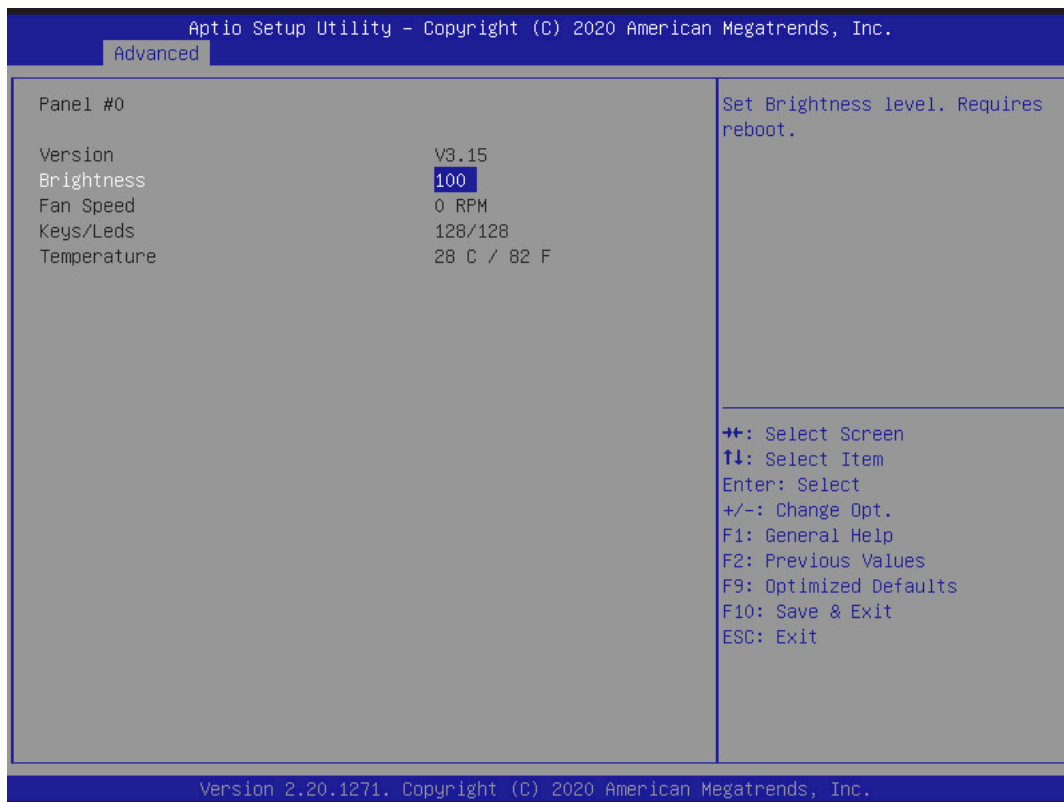 Aptio Setup Utility – Copyright (C) 2020 American Megatrends, Inc.
Advanced
Panel #0
Version V3.15
Brightness 100
Fan Speed 0 RPM
Keys/Leds 128/128
Temperature 28 C / 82 F
Set Brightness level. Requires
reboot.
→←: Select Screen
↑↓: Select Item
Enter: Select
+/-: Change Opt.
F1: General Help
F2: Previous Values
F9: Optimized Defaults
F10: Save & Exit
ESC: Exit
Version 2.20.1271. Copyright (C) 2020 American Megatrends, Inc.